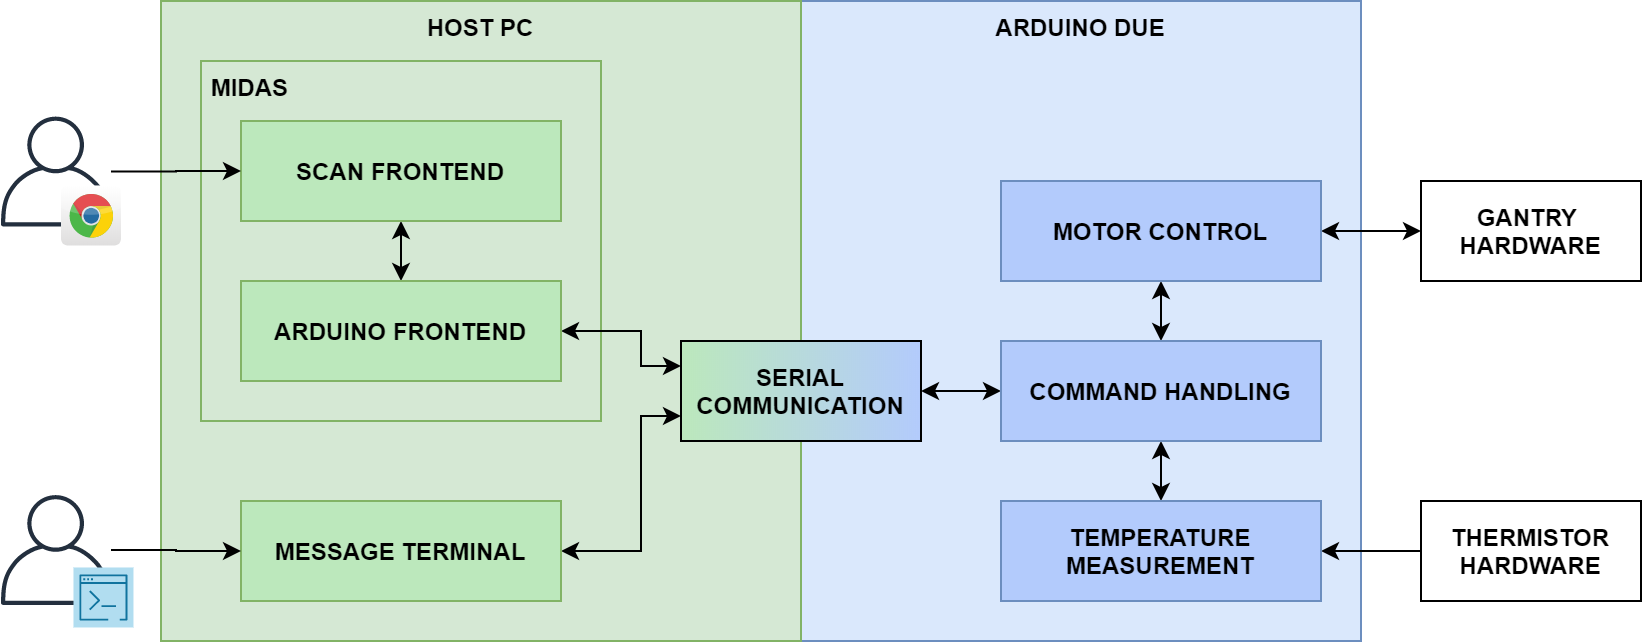 HOST PC
ARDUINO DUE
MIDAS
SCAN FRONTEND
ARDUINO FRONTEND
MESSAGE TERMINAL
SERIAL
COMMUNICATION
MOTOR CONTROL
COMMAND HANDLING
TEMPERATURE
MEASUREMENT
GANTRY
HARDWARE
THERMISTOR
HARDWARE